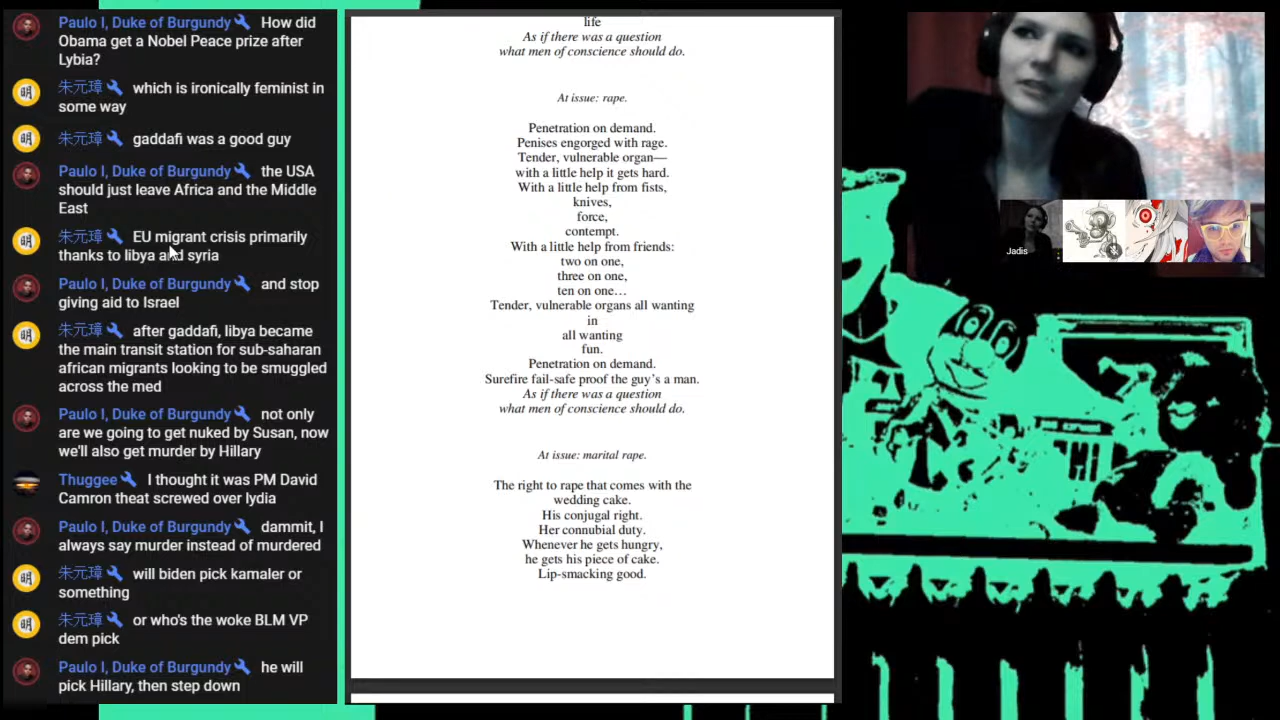 Paulo I, Duke of Burgundy How did
Obama get a Nobel Peace prize after
Lybia?
朱元璋 which is ironically feminist in
some way
朱元璋 gaddafi was a good guy
Paulo I, Duke of Burgundy the USA
should just leave Africa and the Middle
East
朱元璋 EU migrant crisis primarily
thanks to libya and syria
Paulo I, Duke of Burgundy and stop
giving aid to Israel
朱元璋 after gaddafi, libya became
the main transit station for sub-saharan
african migrants looking to be smuggled
across the med
Paulo I, Duke of Burgundy not only
are we going to get nuked by Susan, now
we'll also get murder by Hillary
Thuggee I thought it was PM David
Camron theat screwed over lydia
Paulo I, Duke of Burgundy dammit, I
always say murder instead of murdered
朱元璋 will biden pick kamaler or
something
朱元璋 or who's the woke BLM VP
dem pick
Paulo I, Duke of Burgundy he will
pick Hillary, then step down
life
As if there was a question
what men of conscience should do.
At issue: rape.
Penetration on demand.
Penises engorged with rage.
Tender, vulnerable organ—
with a little help it gets hard.
With a little help from fists,
knives,
force,
contempt.
With a little help from friends:
two on one,
three on one,
ten on one…
Tender, vulnerable organs all wanting
in
all wanting
fun.
Penetration on demand.
Surefire fail-safe proof the guy's a man.
As if there was a question
what men of conscience should do.
At issue: marital rape.
The right to rape that comes with the
wedding cake.
His conjugal right.
Her connubial duty.
Whenever he gets hungry,
he gets his piece of cake.
Lip-smacking good.
Jadis
明
明
明
明
明
明